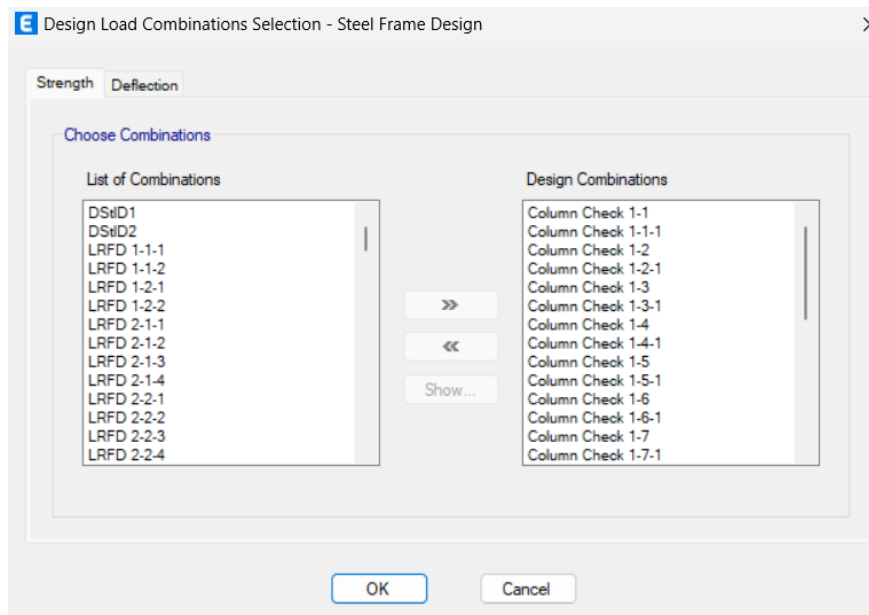 E Design Load Combinations Selection - Steel Frame Design
Strength
Deflection
Choose Combinations
List of Combinations
DStlD1
DStlD2
LRFD 1-1-1
LRFD 1-1-2
LRFD 1-2-1
LRFD 1-2-2
LRFD 2-1-1
LRFD 2-1-2
LRFD 2-1-3
LRFD 2-1-4
LRFD 2-2-1
LRFD 2-2-2
LRFD 2-2-3
LRFD 2-2-4
>>
<<
Show...
Design Combinations
Column Check 1-1
Column Check 1-1-1
Column Check 1-2
Column Check 1-2-1
Column Check 1-3
Column Check 1-3-1
Column Check 1-4
Column Check 1-4-1
Column Check 1-5
Column Check 1-5-1
Column Check 1-6
Column Check 1-6-1
Column Check 1-7
Column Check 1-7-1
OK
Cancel